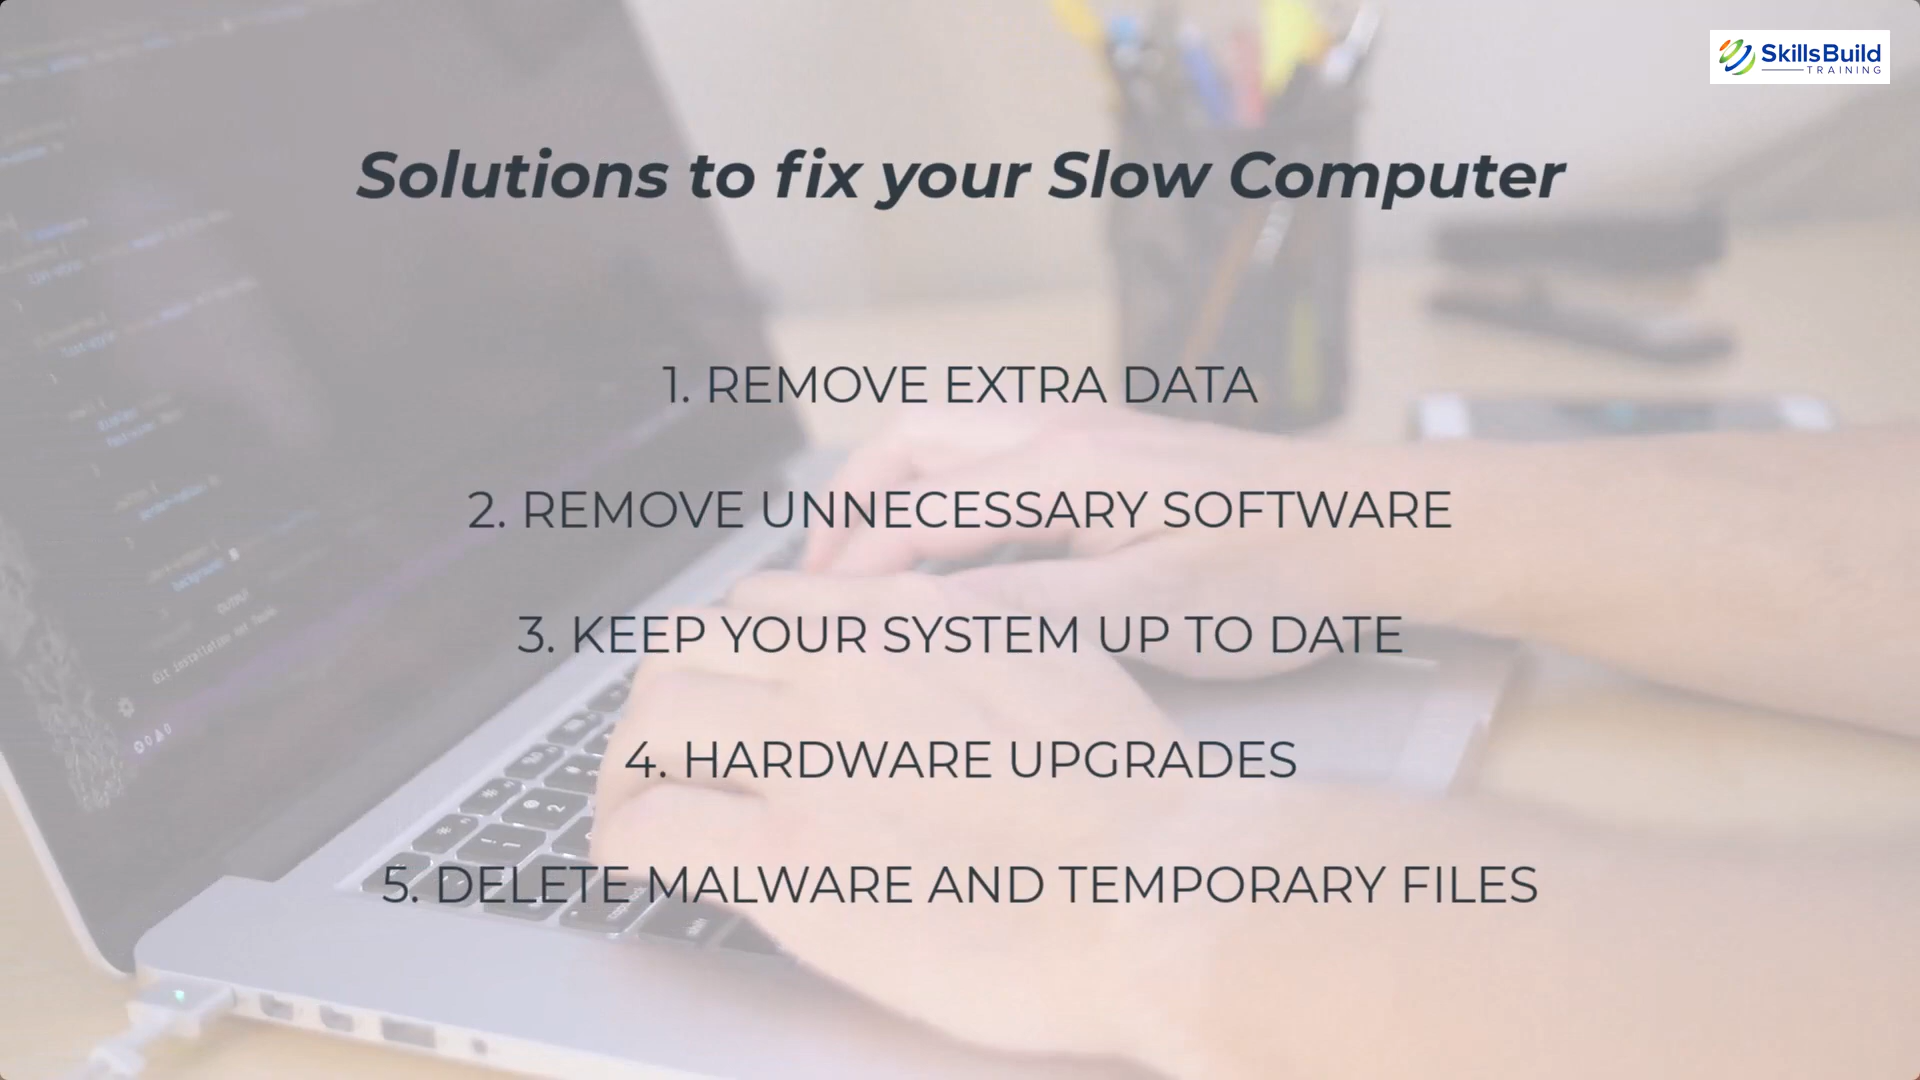 SkillsBuild
TRAINING
Solutions to fix your Slow Computer
1. REMOVE EXTRA DATA
2. REMOVE UNNECESSARY SOFTWARE
3. KEEP YOUR SYSTEM UP TO DATE
4. HARDWARE UPGRADES
5. DELETE MALWARE AND TEMPORARY FILES